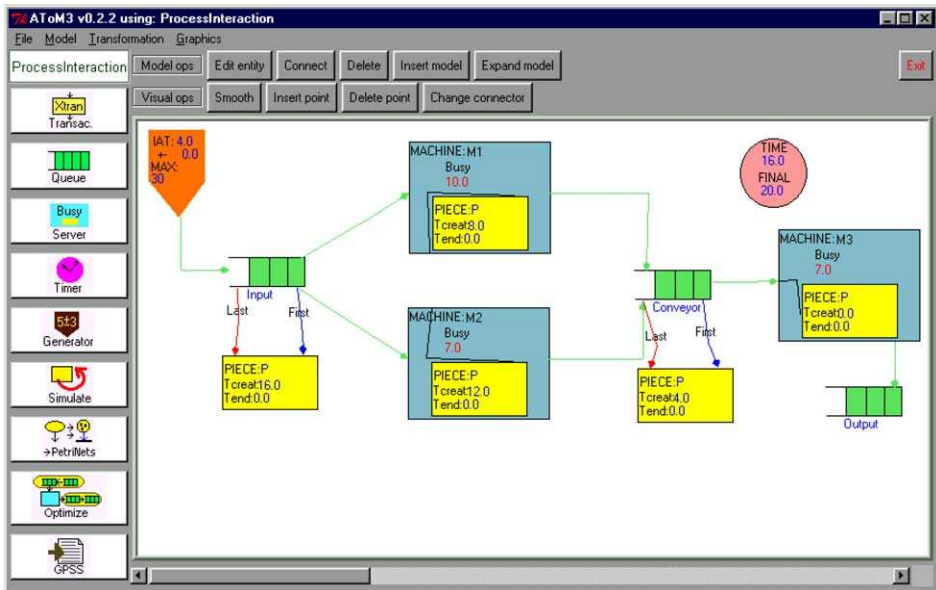 AToM3 v0.2.2 using: ProcessInteraction
File Model Transformation Graphics
ProcessInteraction
Model ops
Edit entity
Connect
Delete
Insert model
Expand model
Exit
Visual ops
Smooth
Insert point
Delete point
Change connector
Xtran
Transac.
Queue
Busy
Server
Timer
5±3
Generator
Simulate
→PetriNets
Optimize
GPSS
IAT: 4.0
+- 0.0
MAX:
30
Input
Last
First
PIECE:P
Tcreat:16.0
Tend:0.0
MACHINE:M1
Busy
10.0
PIECE:P
Tcreat:8.0
Tend:0.0
MACHINE:M2
Busy
7.0
PIECE:P
Tcreat:12.0
Tend:0.0
Conveyor
Last
First
PIECE:P
Tcreat:4.0
Tend:0.0
TIME
16.0
FINAL
20.0
MACHINE:M3
Busy
7.0
PIECE:P
Tcreat:0.0
Tend:0.0
Output